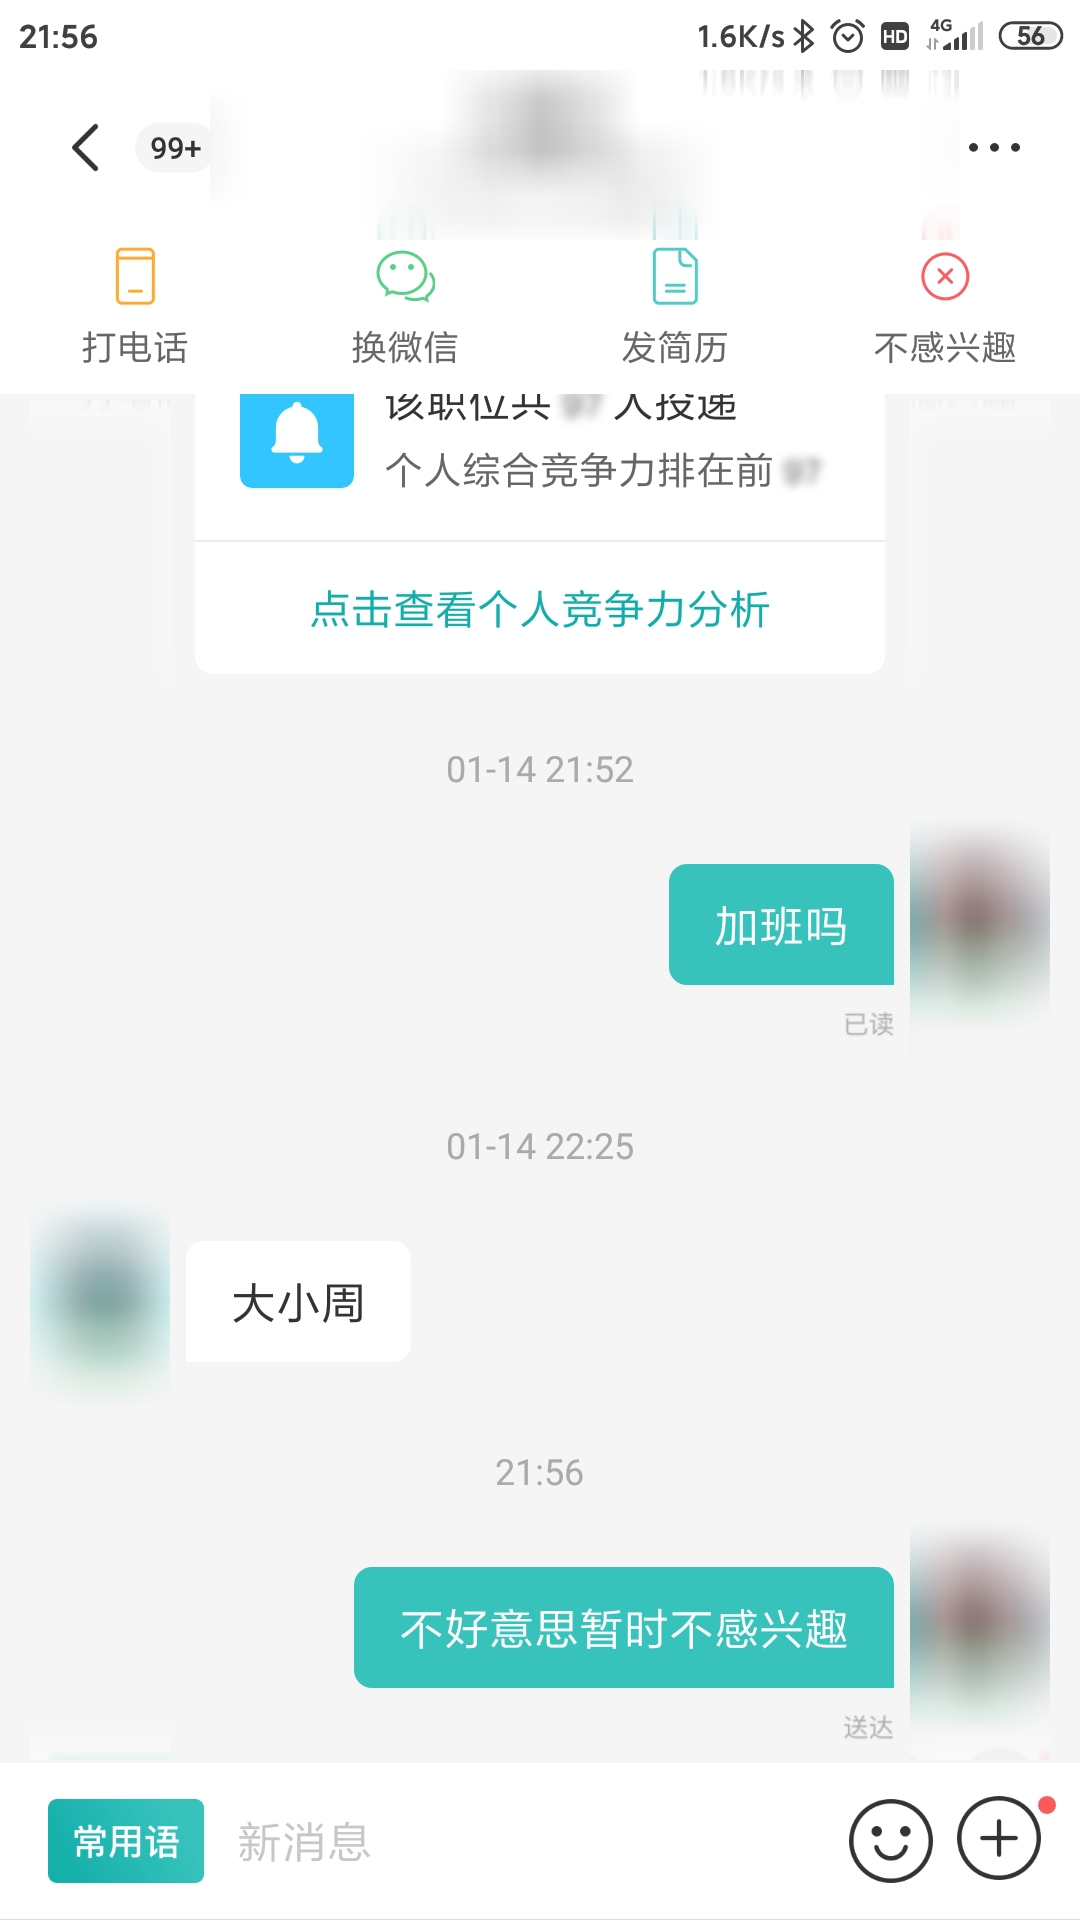 21:56 1.6K/s HD 4G 56
99+
打电话 换微信 发简历 不感兴趣
该职位共 人投递
个人综合竞争力排在前
点击查看个人竞争力分析
01-14 21:52
加班吗
已读
01-14 22:25
大小周
21:56
不好意思暂时不感兴趣
送达
常用语 新消息